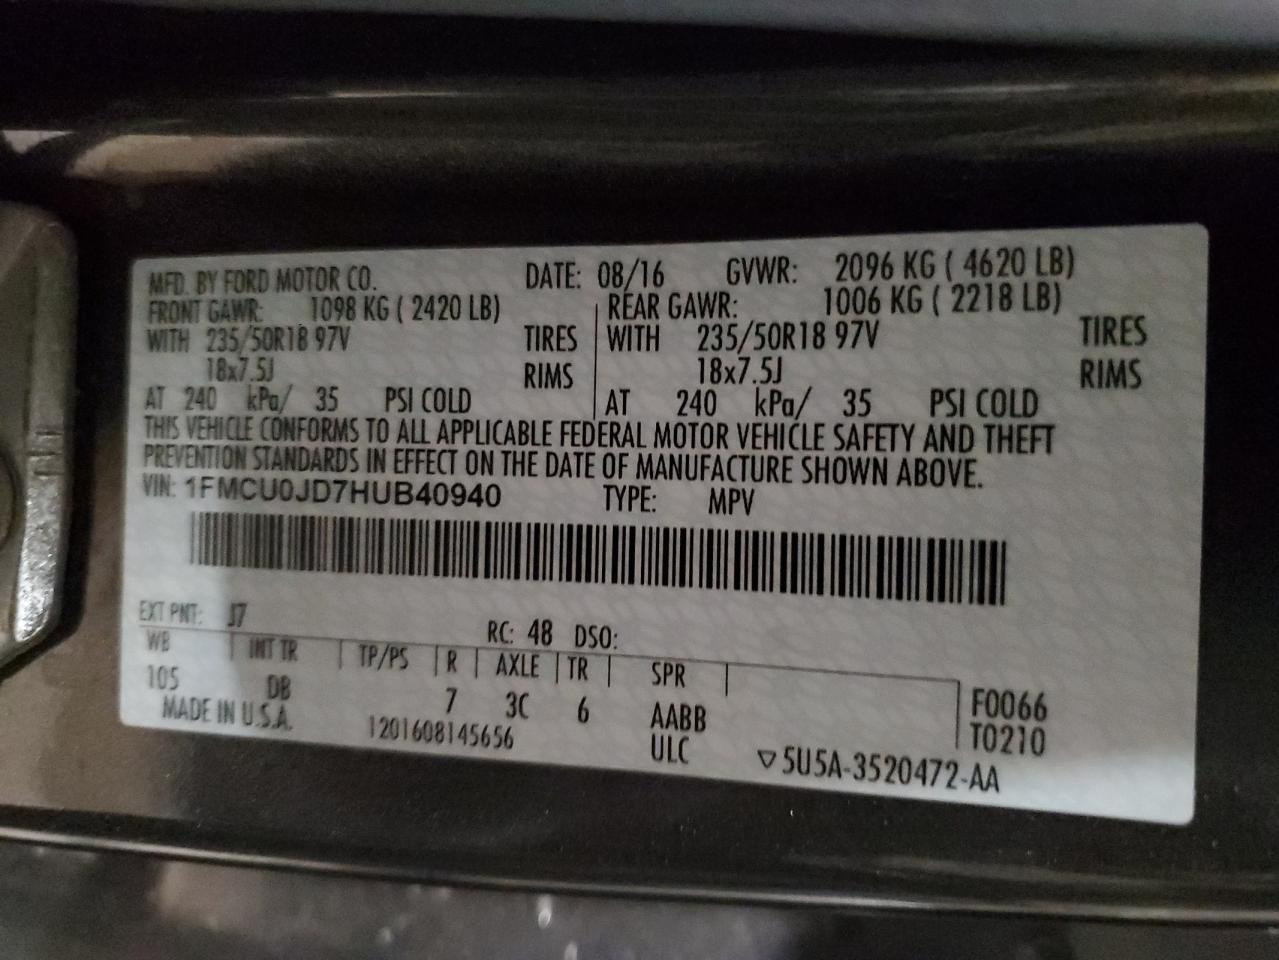 MFD. BY FORD MOTOR CO. DATE: 08/16 GVWR: 2096 KG ( 4620 LB)
FRONT GAWR: 1098 KG ( 2420 LB) REAR GAWR: 1006 KG ( 2218 LB)
WITH 235/50R18 97V TIRES WITH 235/50R18 97V TIRES
18x7.5J RIMS 18x7.5J RIMS
AT 240 kPa/ 35 PSI COLD AT 240 kPa/ 35 PSI COLD
THIS VEHICLE CONFORMS TO ALL APPLICABLE FEDERAL MOTOR VEHICLE SAFETY AND THEFT
PREVENTION STANDARDS IN EFFECT ON THE DATE OF MANUFACTURE SHOWN ABOVE.
VIN: 1FMCU0JD7HUB40940 TYPE: MPV
EXT PNT: J7 RC: 48 DSO:
WB INT TR TP/PS R AXLE TR SPR
105 DB 7 3C 6 AABB F0066
MADE IN U.S.A. 1201608145656 ULC T0210
▽5U5A-3520472-AA